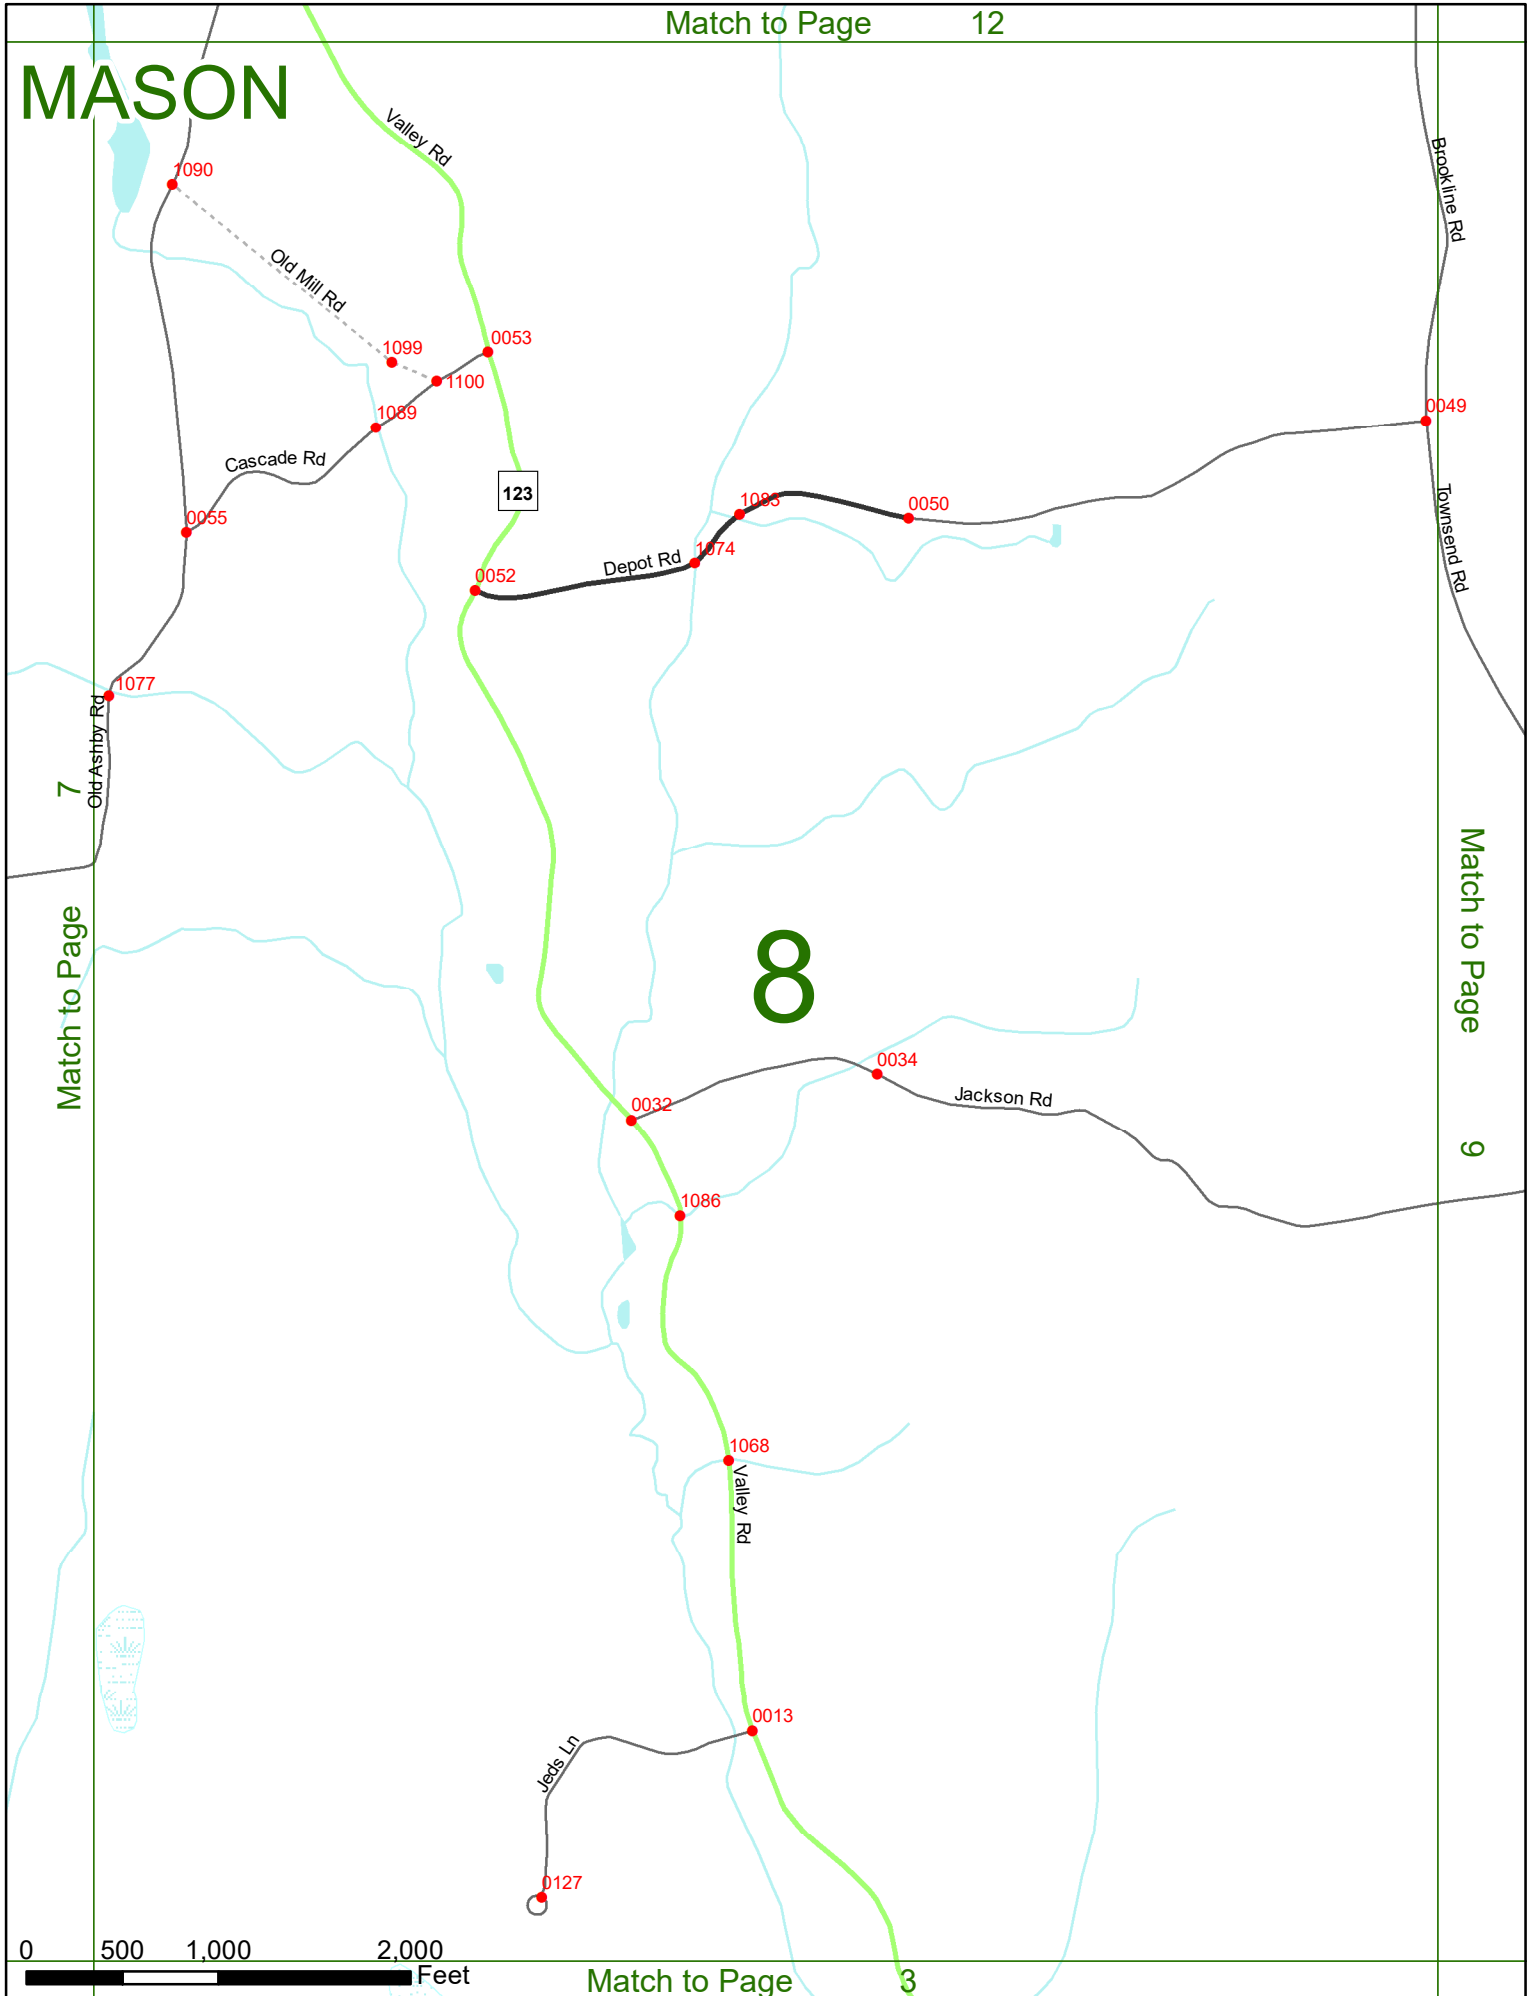 Match to Page 12
MASON
Valley Rd
Brookline Rd
1090
Old Mill Rd
0053
1099
1100
1089
0049
Cascade Rd
123
1083
0050
Townsend Rd
0055
1074
Depot Rd
0052
1077
Old Ashby Rd
7
Match to Page
8
Match to Page
9
0034
Jackson Rd
0032
1086
1068
Valley Rd
0013
Jeds Ln
0127
0 500 1,000 2,000
Feet
Match to Page 3